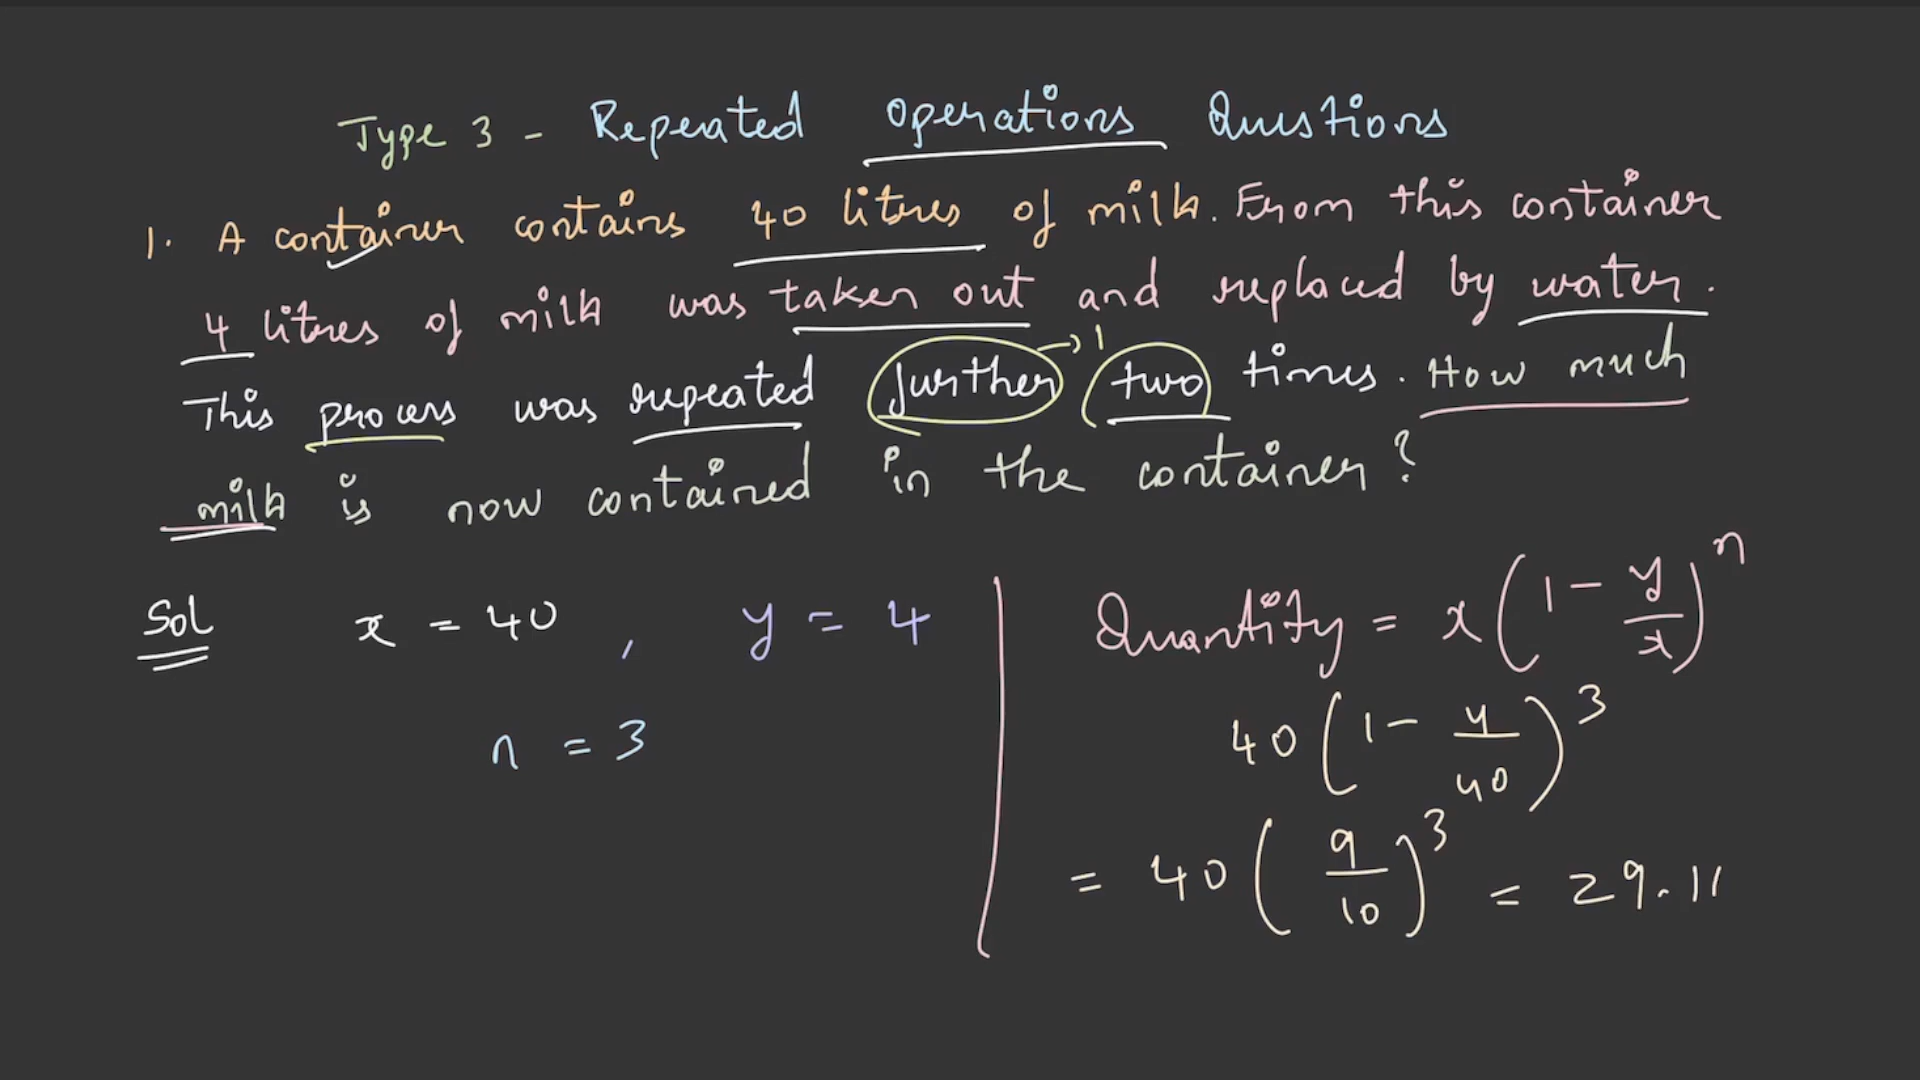 Type 3 - Repeated Operations Questions
1. A container contains 40 litres of milk. From this container
4 litres of milk was taken out and replaced by water.
This process was repeated further → 1 two times. How much
milk is now contained in the container?
Sol x = 40 , y = 4
n = 3
Quantity = x(1 - y/x)^n
40(1 - 4/40)^3
= 40(9/10)^3 = 29.11